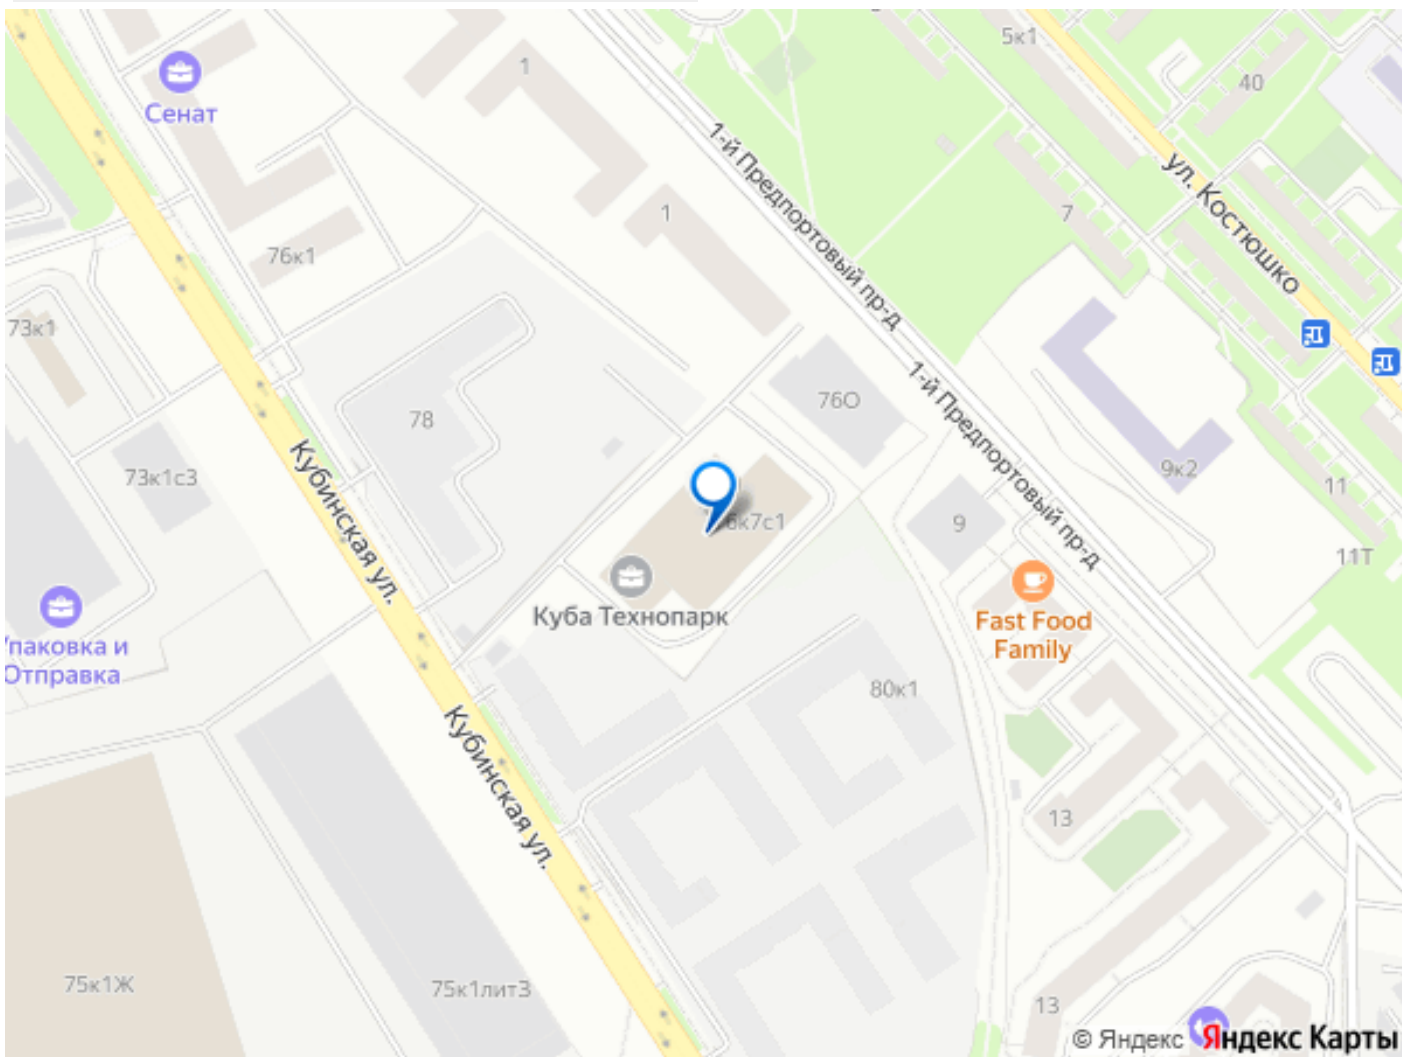 5к1
40
1
Сенат
1-й Предпортовый пр-д
ул. Костюшко
1
7
76к1
73к1
78
76О
1-й Предпортовый пр-д
Кубинская ул.
73к1с3
9к2
11
6к7с1
9
11Т
Куба Технопарк
Fast Food
Family
Упаковка и
Отправка
80к1
Кубинская ул.
13
75к1Ж
75к1лит3
13
© Яндекс
Яндекс Карты